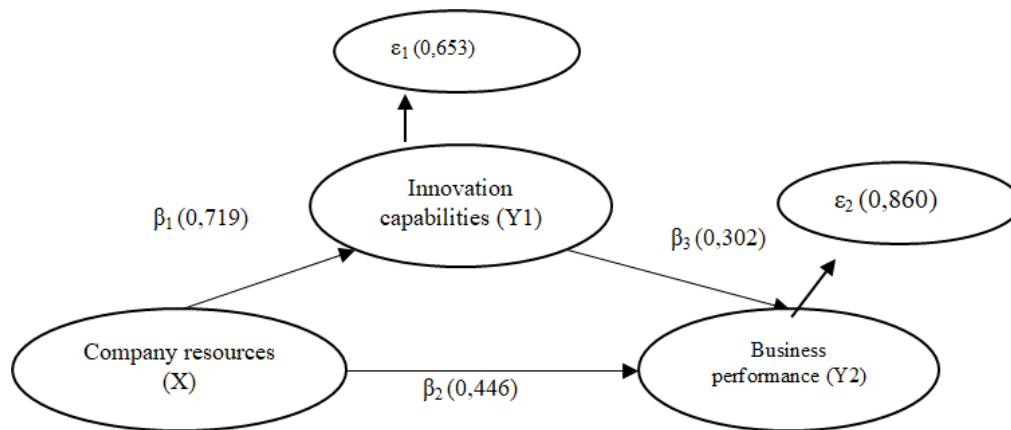 ε₁ (0,653)
Innovation
capabilities (Y1)
ε₂ (0,860)
β₁ (0,719)
β₃ (0,302)
Company resources
(X)
Business
performance (Y2)
β₂ (0,446)